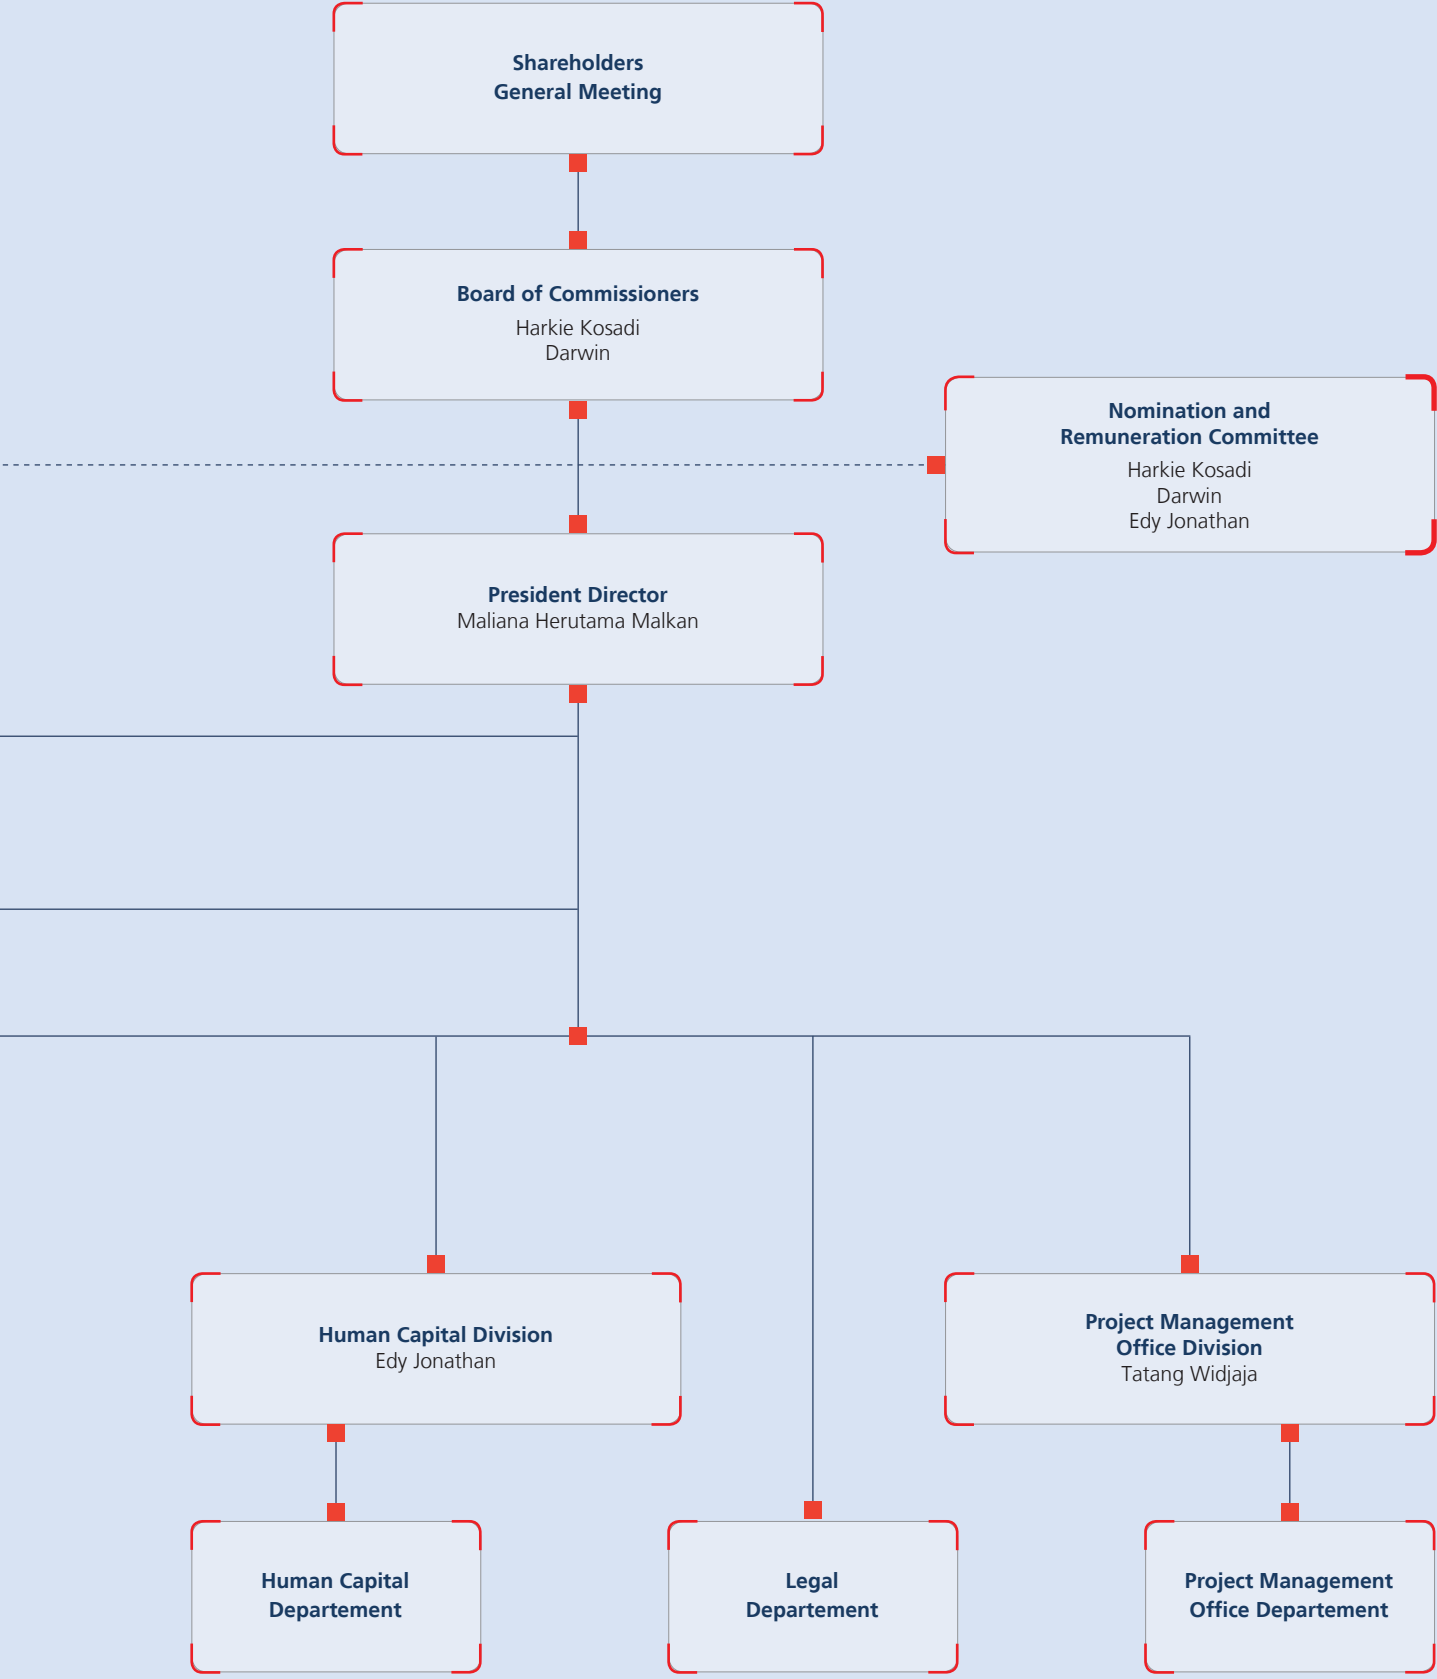 Shareholders
General Meeting
Board of Commissioners
Harkie Kosadi
Darwin
Nomination and
Remuneration Committee
Harkie Kosadi
Darwin
Edy Jonathan
President Director
Maliana Herutama Malkan
Human Capital Division
Edy Jonathan
Project Management
Office Division
Tatang Widjaja
Human Capital
Departement
Legal
Departement
Project Management
Office Departement